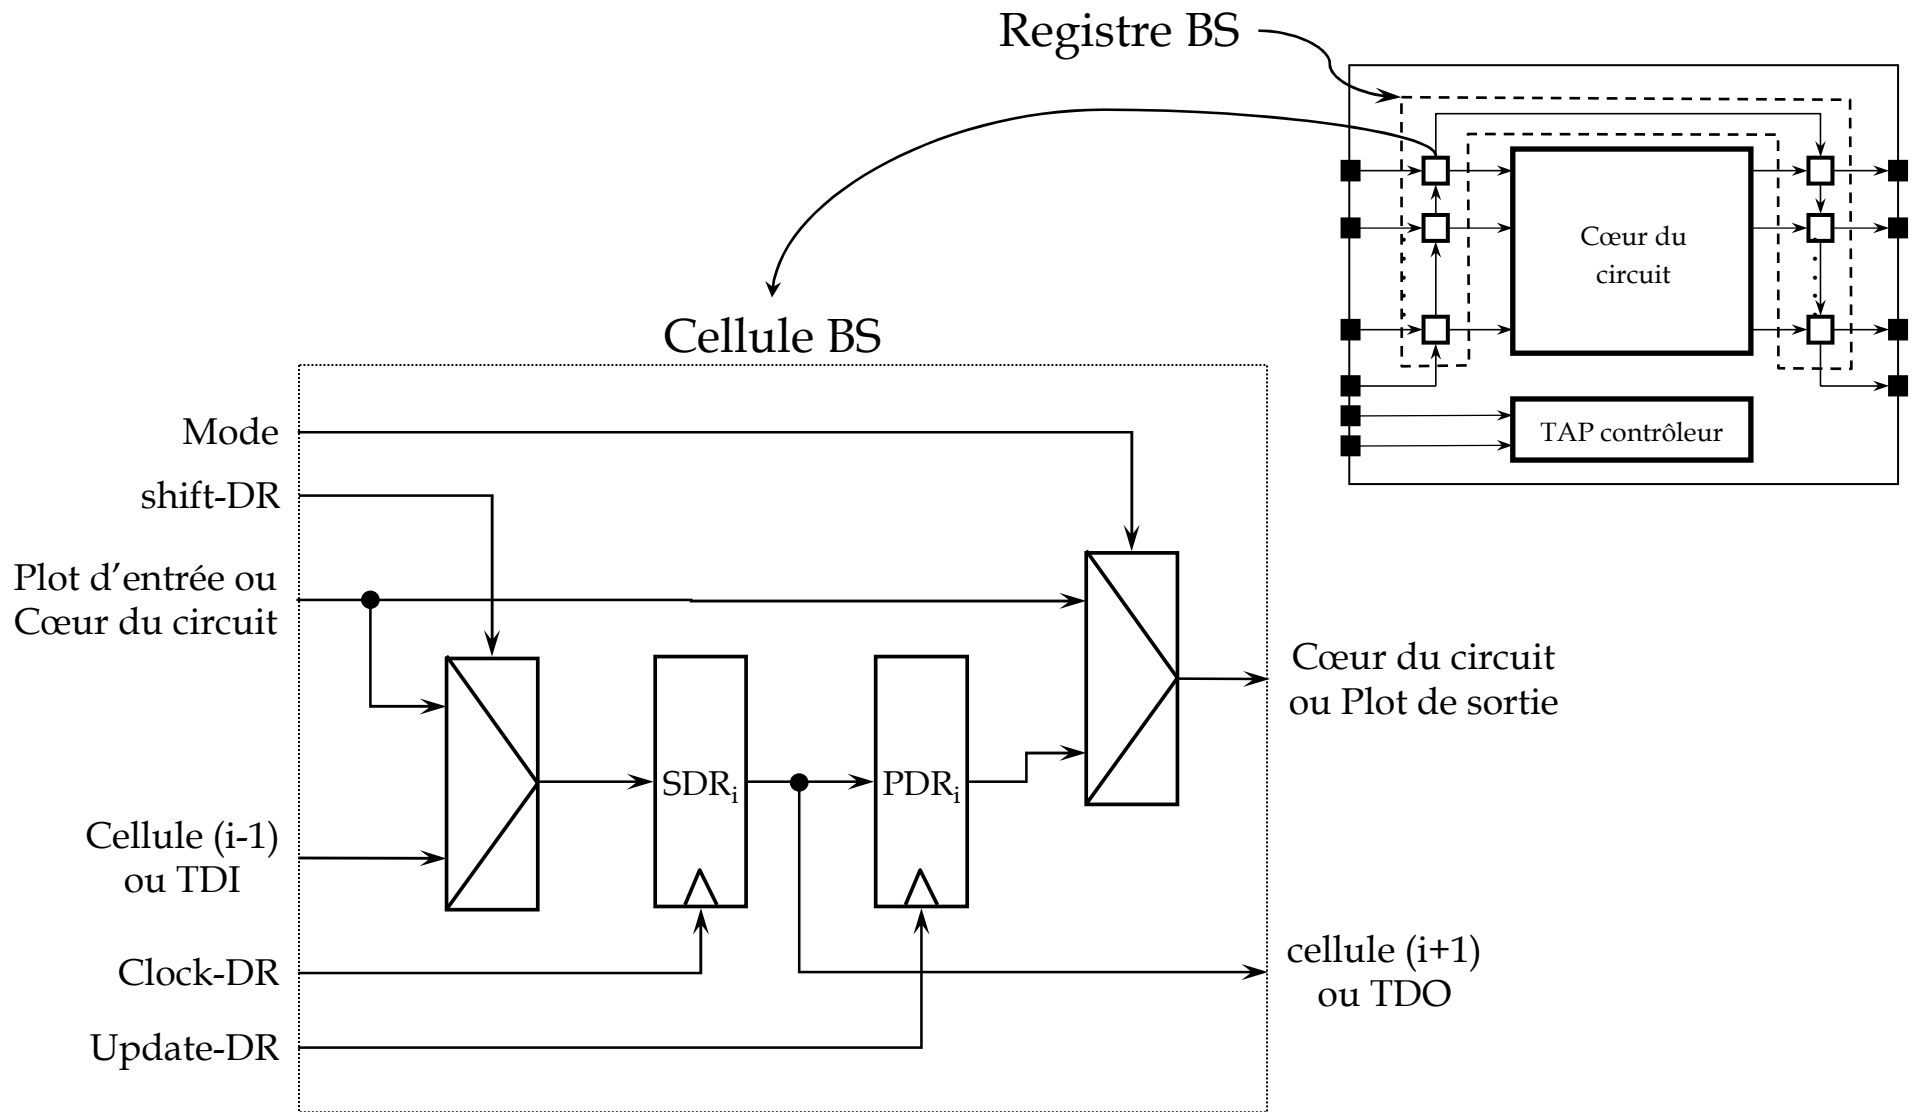 Registre BS
Cœur du
circuit
TAP contrôleur
Cellule BS
Mode
shift-DR
Plot d’entrée ou
Cœur du circuit
Cellule (i-1)
ou TDI
Clock-DR
Update-DR
SDRi
PDRi
Cœur du circuit
ou Plot de sortie
cellule (i+1)
ou TDO